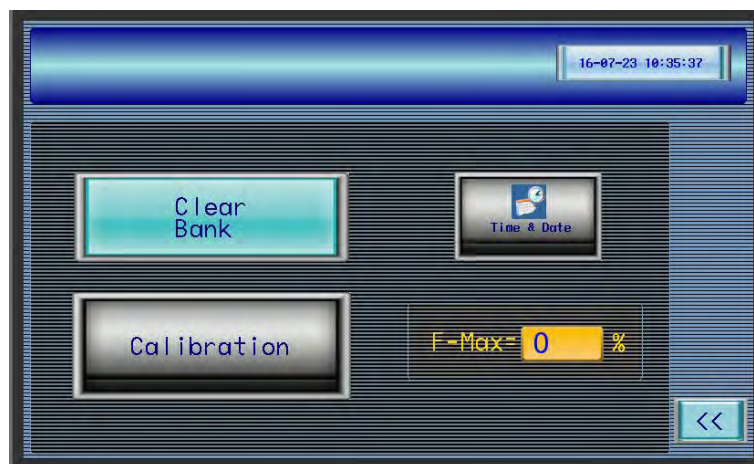 16-07-23 10:35:37
Clear
Bank
Time & Date
Calibration
F-Max= 0 %
<<